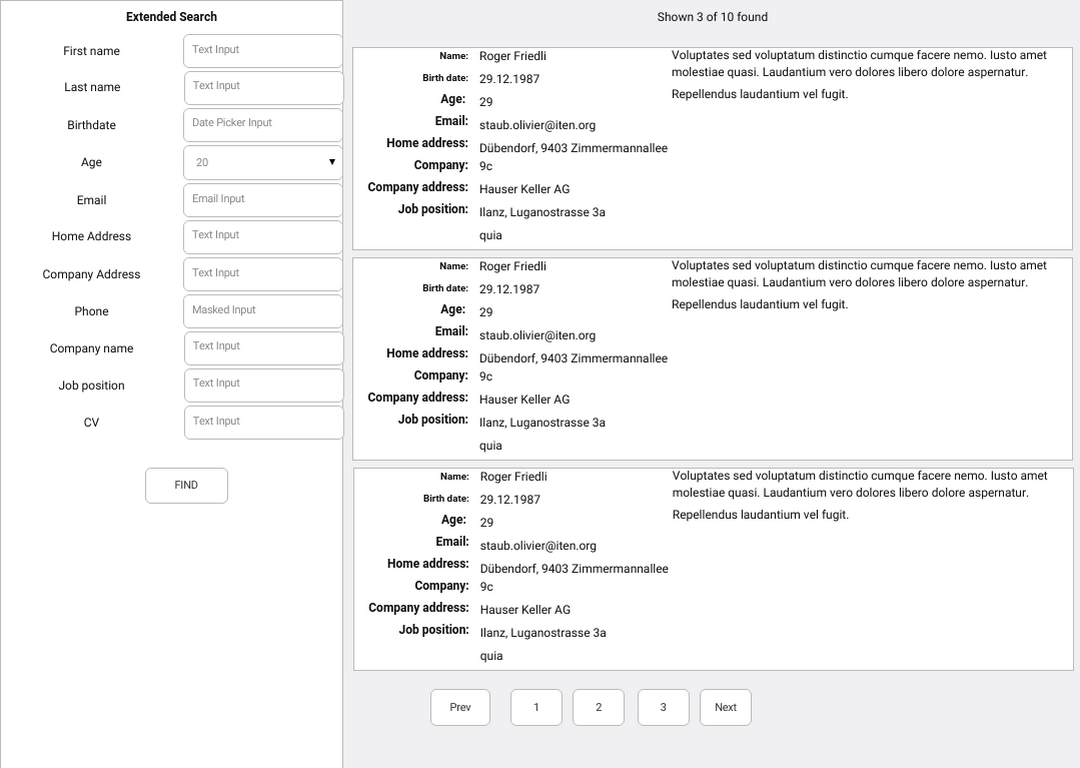 Extended Search
First name Text Input
Last name Text Input
Birthdate Date Picker Input
Age 20
Email Email Input
Home Address Text Input
Company Address Text Input
Phone Masked Input
Company name Text Input
Job position Text Input
CV Text Input
FIND
Shown 3 of 10 found
Name: Roger Friedli
Birth date: 29.12.1987
Age: 29
Email: staub.olivier@iten.org
Home address: Dübendorf, 9403 Zimmermannallee
Company: 9c
Company address: Hauser Keller AG
Job position: Ilanz, Luganostrasse 3a
quia
Voluptates sed voluptatum distinctio cumque facere nemo. Iusto amet
molestiae quasi. Laudantium vero dolores libero dolore aspernatur.
Repellendus laudantium vel fugit.
Name: Roger Friedli
Birth date: 29.12.1987
Age: 29
Email: staub.olivier@iten.org
Home address: Dübendorf, 9403 Zimmermannallee
Company: 9c
Company address: Hauser Keller AG
Job position: Ilanz, Luganostrasse 3a
quia
Voluptates sed voluptatum distinctio cumque facere nemo. Iusto amet
molestiae quasi. Laudantium vero dolores libero dolore aspernatur.
Repellendus laudantium vel fugit.
Name: Roger Friedli
Birth date: 29.12.1987
Age: 29
Email: staub.olivier@iten.org
Home address: Dübendorf, 9403 Zimmermannallee
Company: 9c
Company address: Hauser Keller AG
Job position: Ilanz, Luganostrasse 3a
quia
Voluptates sed voluptatum distinctio cumque facere nemo. Iusto amet
molestiae quasi. Laudantium vero dolores libero dolore aspernatur.
Repellendus laudantium vel fugit.
Prev 1 2 3 Next